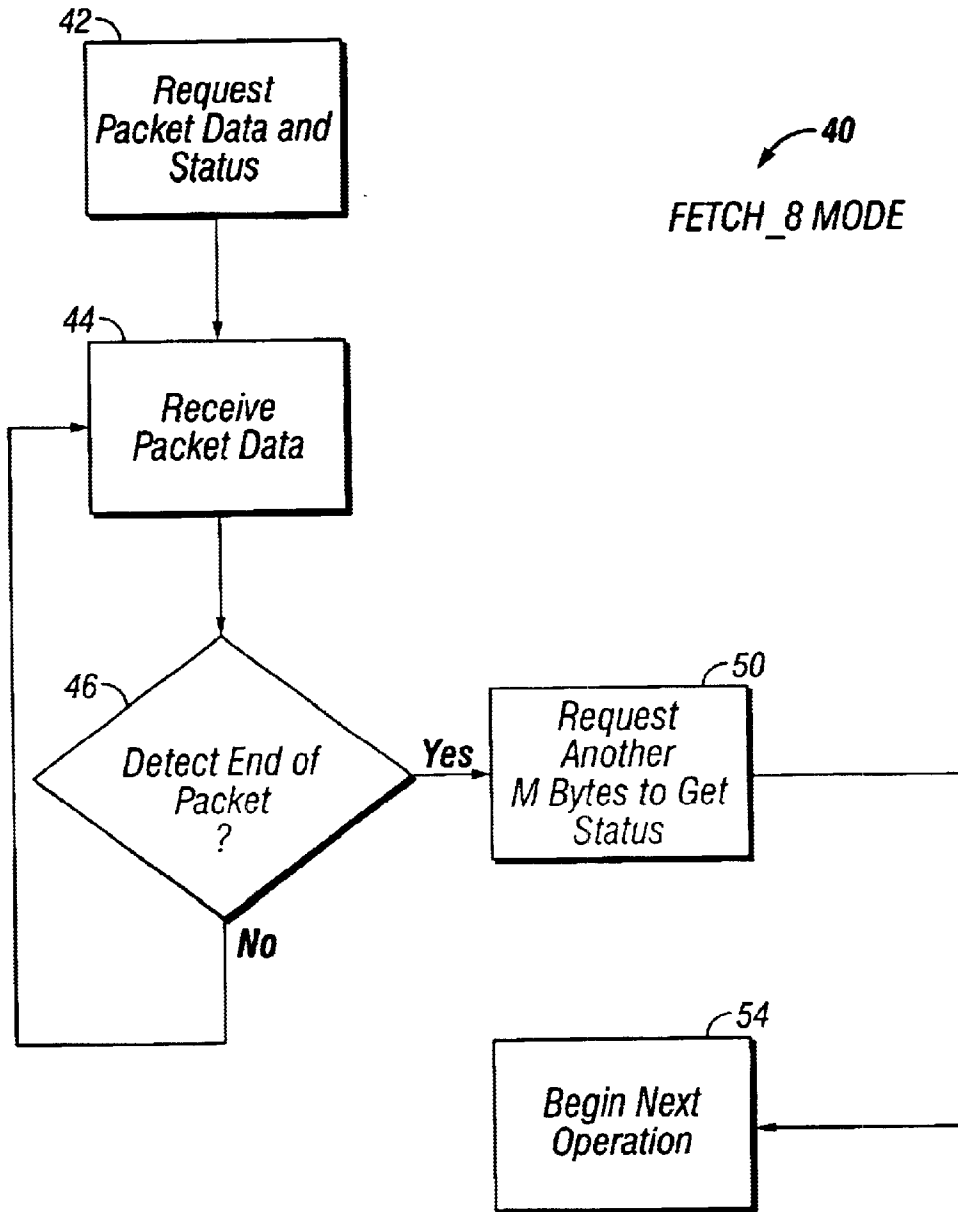 42
Request
Packet Data and
Status
40
FETCH_8 MODE
44
Receive
Packet Data
46
Detect End of
Packet
?
Yes
No
50
Request
Another
M Bytes to Get
Status
54
Begin Next
Operation